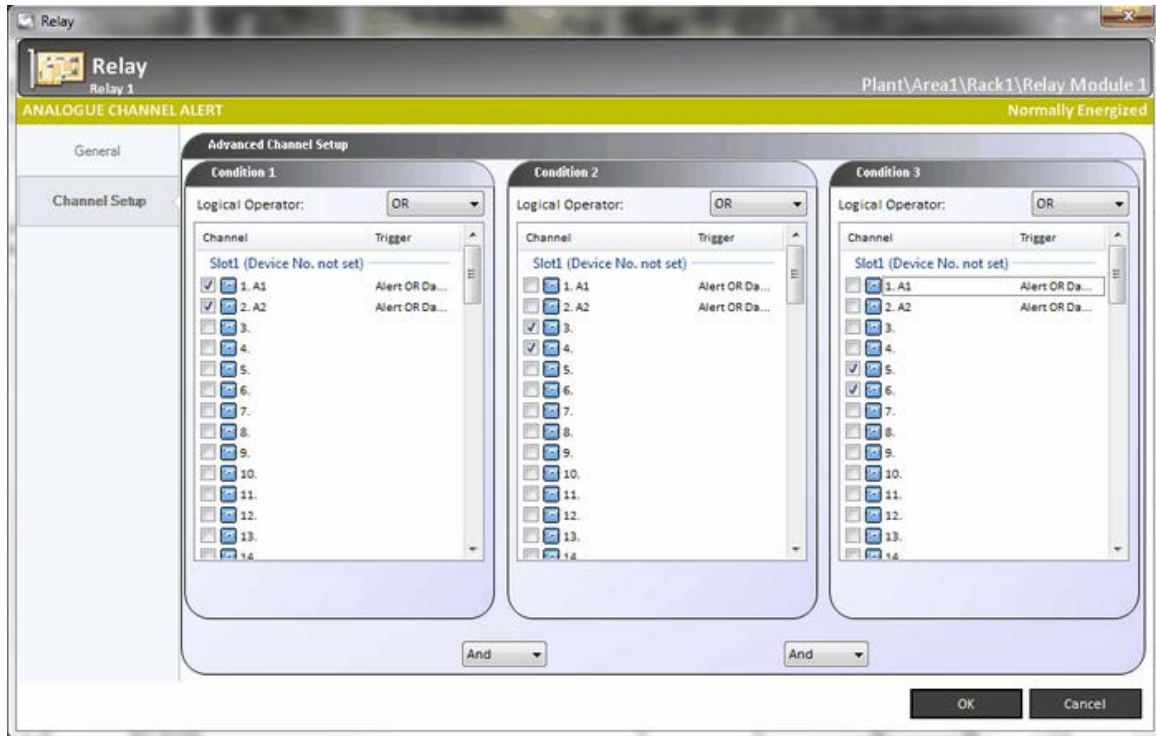 Relay
Relay
Relay 1
Plant\Area1\Rack1\Relay Module 1
ANALOGUE CHANNEL ALERT
Normally Energized
General
Channel Setup
Advanced Channel Setup
Condition 1
Logical Operator:
OR
Channel Trigger
Slot1 (Device No. not set)
1. A1 Alert OR Da...
2. A2 Alert OR Da...
3.
4.
5.
6.
7.
8.
9.
10.
11.
12.
13.
14.
Condition 2
Logical Operator:
OR
Channel Trigger
Slot1 (Device No. not set)
1. A1 Alert OR Da...
2. A2 Alert OR Da...
3.
4.
5.
6.
7.
8.
9.
10.
11.
12.
13.
14.
Condition 3
Logical Operator:
OR
Channel Trigger
Slot1 (Device No. not set)
1. A1 Alert OR Da...
2. A2 Alert OR Da...
3.
4.
5.
6.
7.
8.
9.
10.
11.
12.
13.
14.
And
And
OK
Cancel